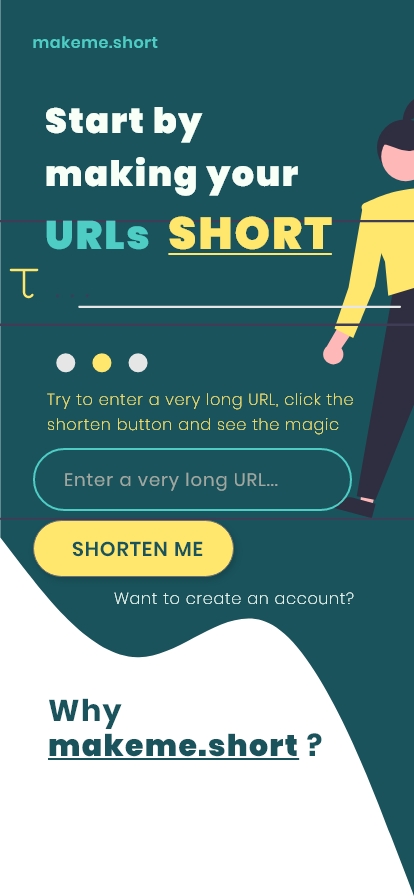 makeme.short
Start by
making your
URLs SHORT
Try to enter a very long URL, click the
shorten button and see the magic
Enter a very long URL...
SHORTEN ME
Want to create an account?
Why
makeme.short ?